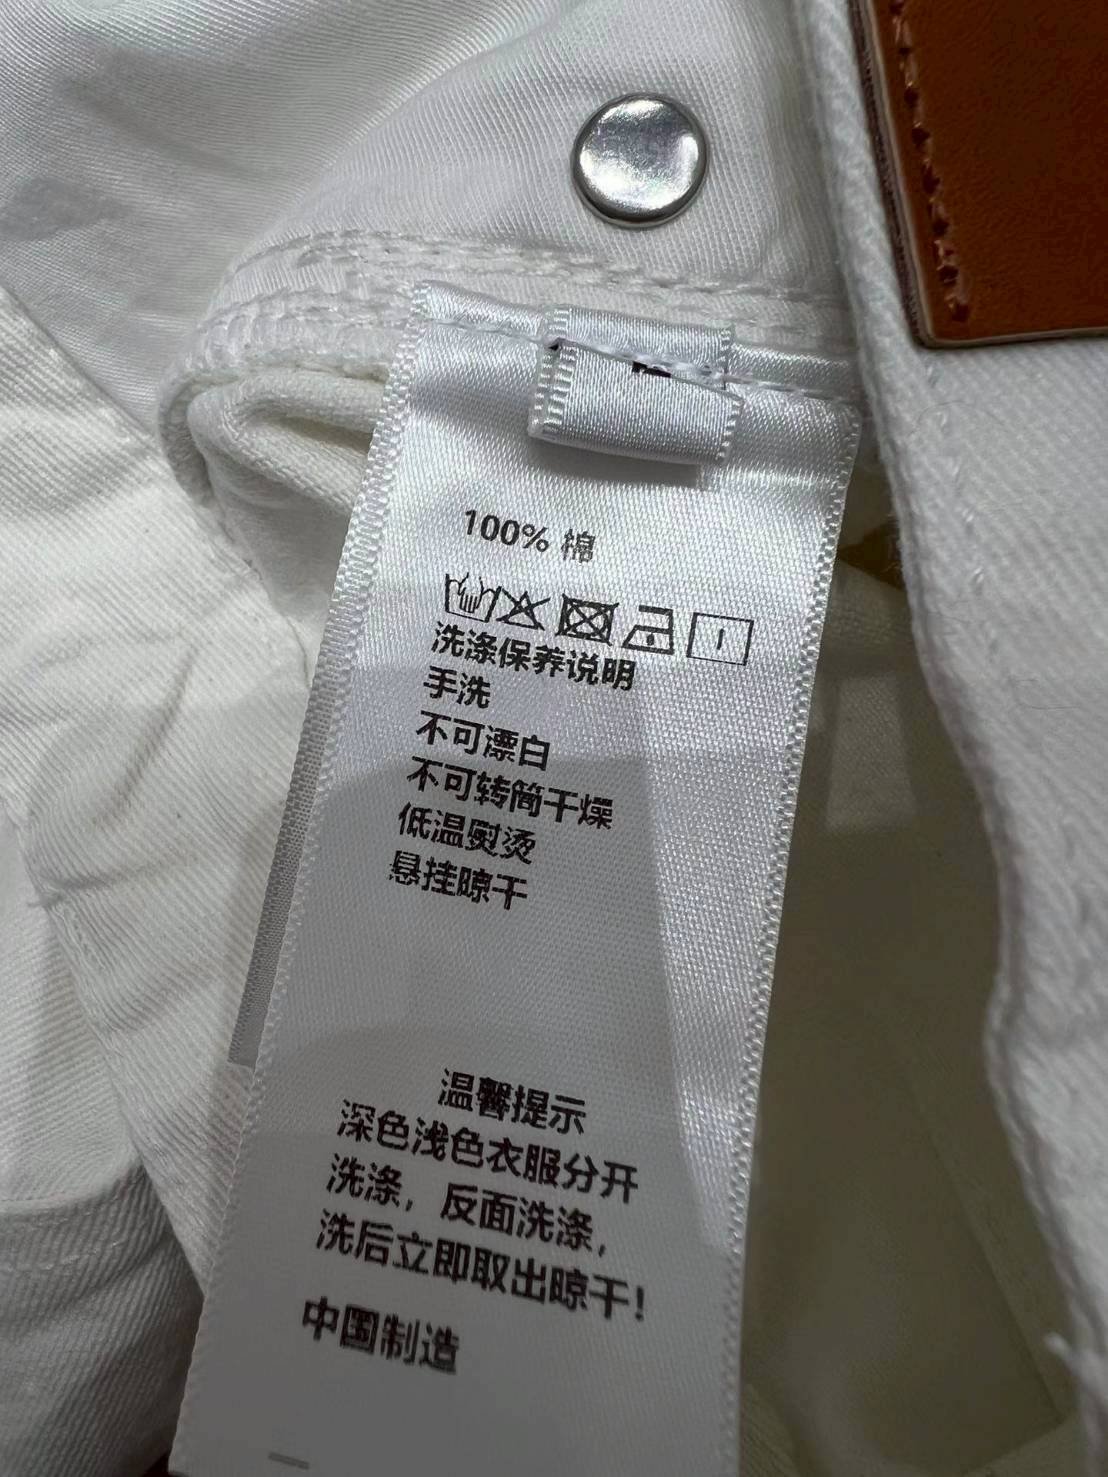 100% 棉
洗涤保养说明
手洗
不可漂白
不可转筒干燥
低温熨烫
悬挂晾干
温馨提示
深色浅色衣服分开
洗涤，反面洗涤，
洗后立即取出晾干!
中国制造